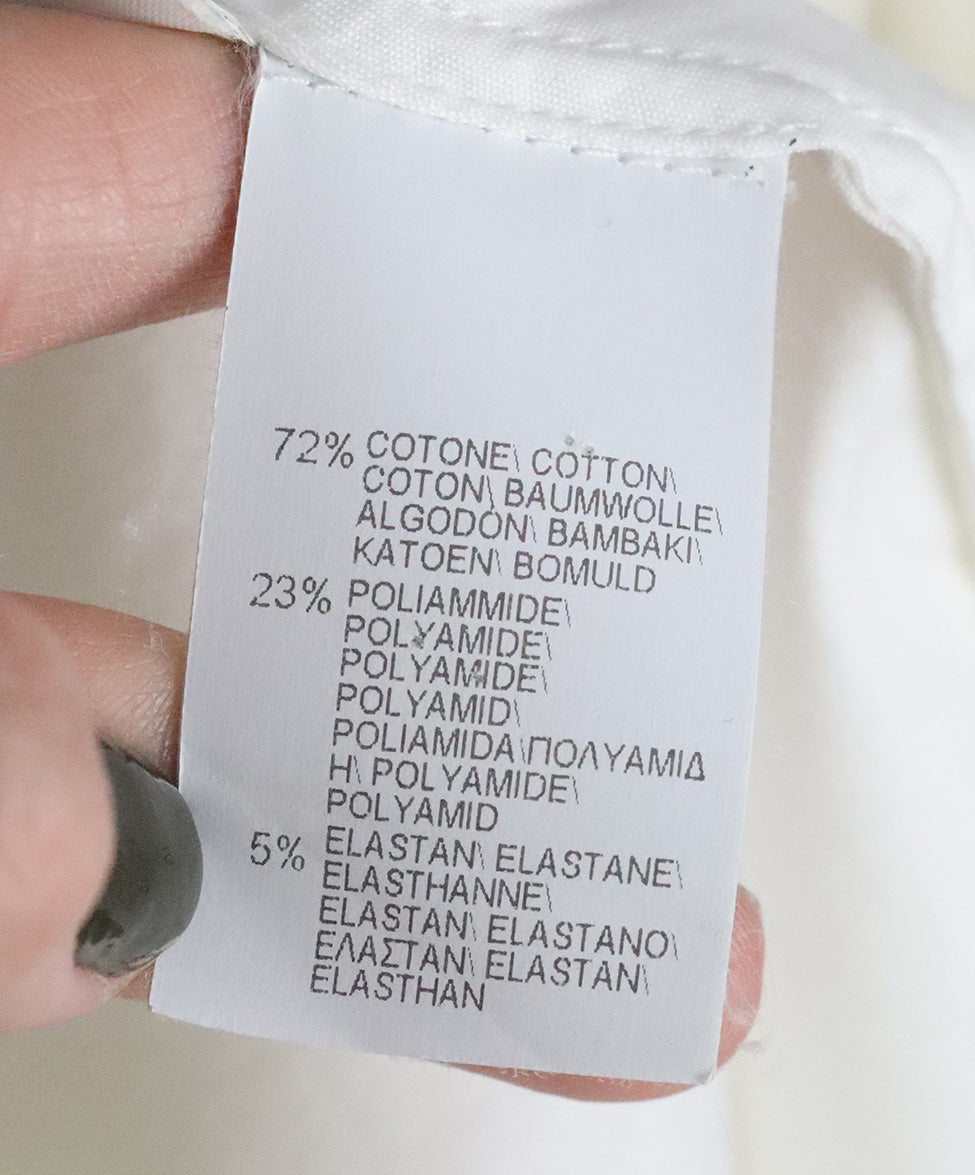 72% COTONE\ COTTON\
COTON\ BAUMWOLLE\
ALGODÓN\ BAMBAKI\
KATOEN\ BOMULD
23% POLIAMMIDE\
POLYAMIDE\
POLYAMIDE\
POLYAMID\
POLIAMIDA\ΠΟΛΥΑΜΙΔ
Η\ POLYAMIDE\
POLYAMID
5% ELASTAN\ ELASTANE\
ELASTHANNE\
ELASTAN\ ELASTANO\
ΕΛΑΣΤΑΝ\ ELASTAN\
ELASTHAN